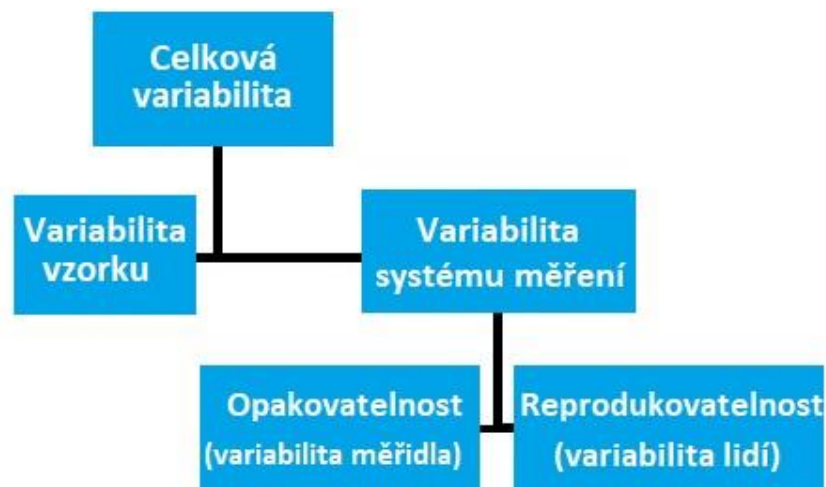 Celková
variabilita
Variabilita
vzorku
Variabilita
systému měření
Opakovatelnost
(variabilita měřidla)
Reprodukovatelnost
(variabilita lidí)